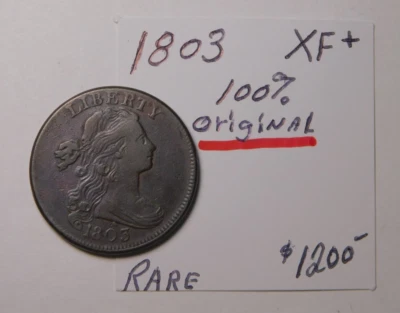 1803 XF+
100%
original
LIBERTY
1803
RARE $1200-